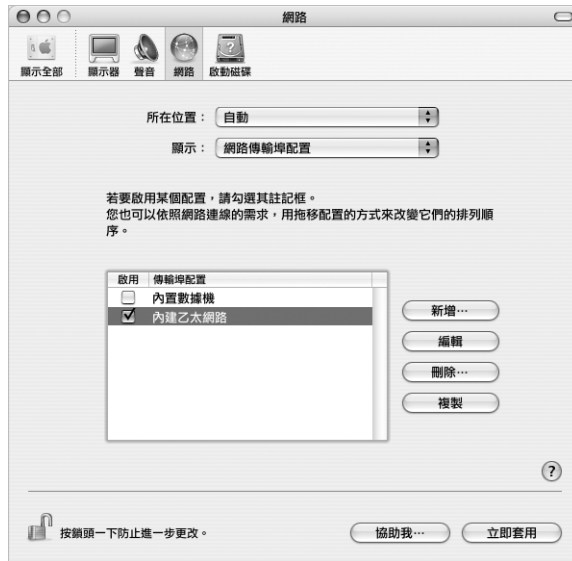 網路
顯示全部 顯示器 聲音 網路 啟動磁碟
所在位置： 自動
顯示： 網路傳輸埠配置
若要啟用某個配置，請勾選其註記框。
您也可以依照網路連線的需求，用拖移配置的方式來改變它們的排列順
序。
啟用 傳輸埠配置
內置數據機
內建乙太網路
新增…
編輯
刪除…
複製
?
按鎖頭一下防止進一步更改。
協助我… 立即套用